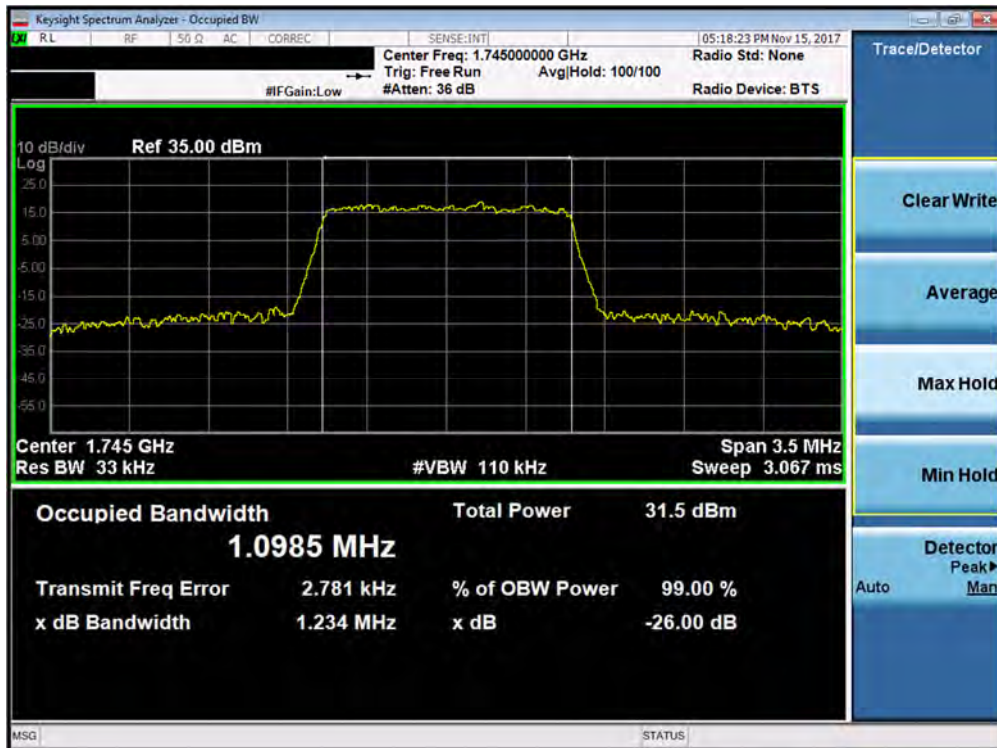 Keysight Spectrum Analyzer - Occupied BW
RL RF 50 Ω AC CORREC SENSE:INT 05:18:23 PM Nov 15, 2017
Center Freq: 1.745000000 GHz Radio Std: None
Trig: Free Run Avg|Hold: 100/100
#IFGain:Low #Atten: 36 dB Radio Device: BTS
Trace/Detector
10 dB/div Ref 35.00 dBm
Log
25.0
15.0
5.00
-5.00
-15.0
-25.0
-35.0
-45.0
-55.0
Center 1.745 GHz Span 3.5 MHz
Res BW 33 kHz #VBW 110 kHz Sweep 3.067 ms
Occupied Bandwidth Total Power 31.5 dBm
1.0985 MHz
Transmit Freq Error 2.781 kHz % of OBW Power 99.00 %
x dB Bandwidth 1.234 MHz x dB -26.00 dB
Clear Write
Average
Max Hold
Min Hold
Detector
Peak▶
Auto Man
MSG STATUS